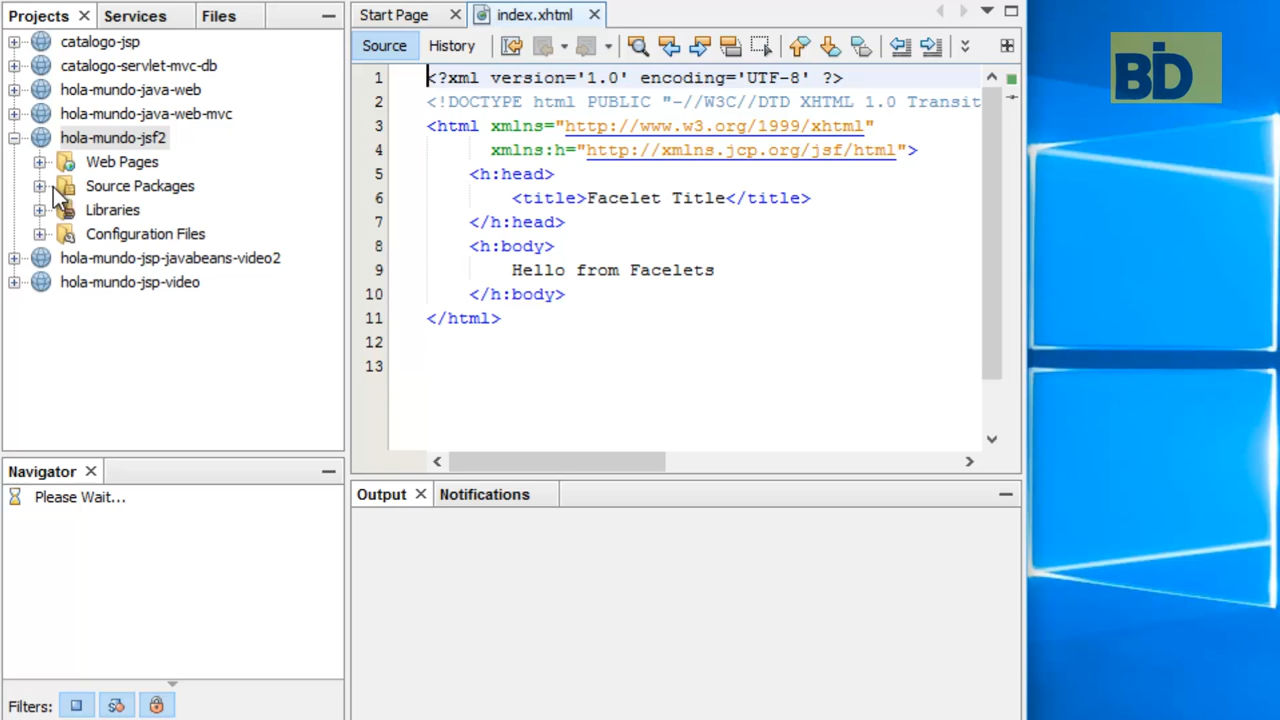 Projects
Services
Files
catalogo-jsp
catalogo-servlet-mvc-db
hola-mundo-java-web
hola-mundo-java-web-mvc
hola-mundo-jsf2
Web Pages
Source Packages
Libraries
Configuration Files
hola-mundo-jsp-javabeans-video2
hola-mundo-jsp-video
Navigator
Please Wait...
Filters:
Start Page
index.xhtml
Source
History
1 <?xml version='1.0' encoding='UTF-8' ?>
2 <!DOCTYPE html PUBLIC "-//W3C//DTD XHTML 1.0 Transit
3 <html xmlns="http://www.w3.org/1999/xhtml"
4 xmlns:h="http://xmlns.jcp.org/jsf/html">
5 <h:head>
6 <title>Facelet Title</title>
7 </h:head>
8 <h:body>
9 Hello from Facelets
10 </h:body>
11 </html>
12
13
Output
Notifications
BID